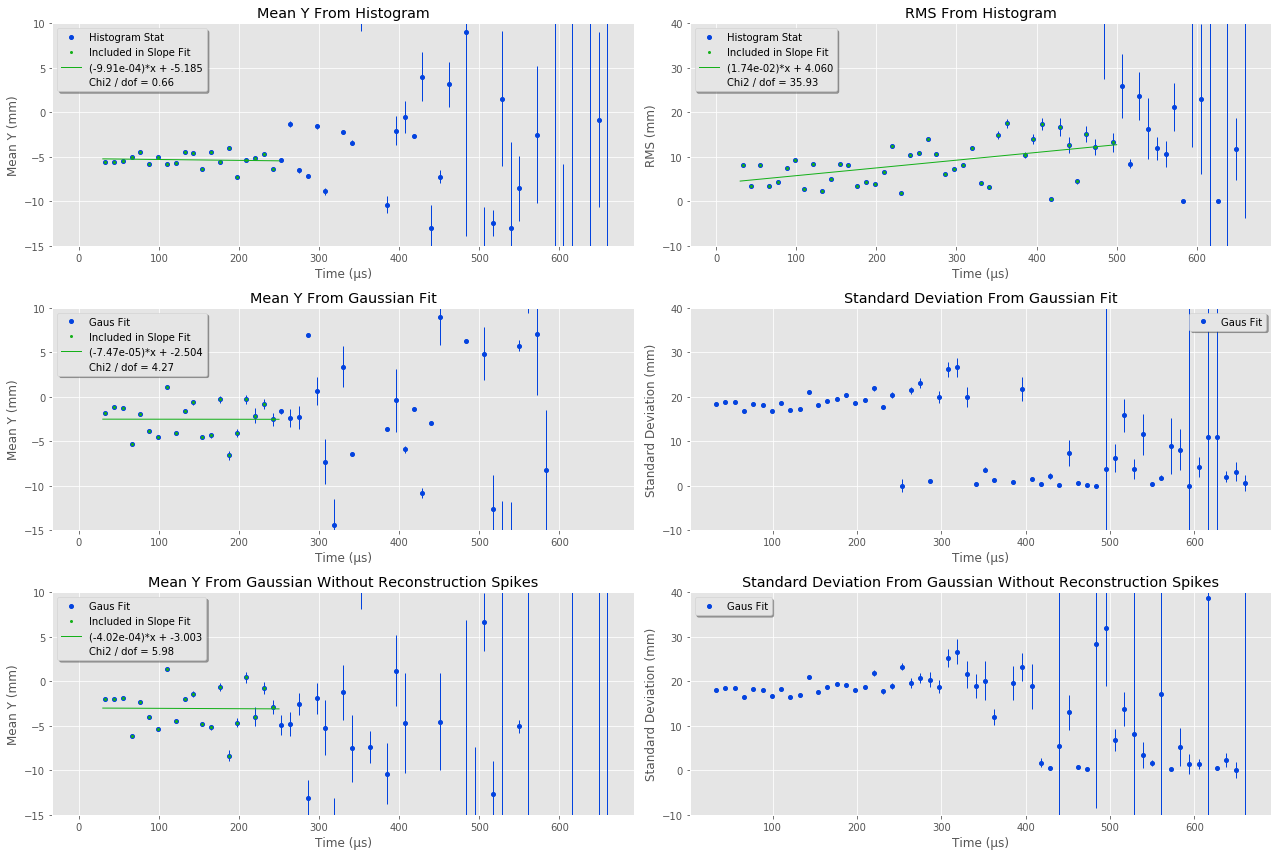 Mean Y From Histogram
Mean Y (mm)
10
5
0
−5
−10
−15
Histogram Stat
Included in Slope Fit
(-9.91e-04)*x + -5.185
Chi2 / dof = 0.66
0 100 200 300 400 500 600
Time (µs)
RMS From Histogram
RMS (mm)
40
30
20
10
0
−10
Histogram Stat
Included in Slope Fit
(1.74e-02)*x + 4.060
Chi2 / dof = 35.93
0 100 200 300 400 500 600
Time (µs)
Mean Y From Gaussian Fit
Mean Y (mm)
10
5
0
−5
−10
−15
Gaus Fit
Included in Slope Fit
(-7.47e-05)*x + -2.504
Chi2 / dof = 4.27
0 100 200 300 400 500 600
Time (µs)
Standard Deviation From Gaussian Fit
Standard Deviation (mm)
40
30
20
10
0
−10
Gaus Fit
100 200 300 400 500 600
Time (µs)
Mean Y From Gaussian Without Reconstruction Spikes
Mean Y (mm)
10
5
0
−5
−10
−15
Gaus Fit
Included in Slope Fit
(-4.02e-04)*x + -3.003
Chi2 / dof = 5.98
0 100 200 300 400 500 600
Time (µs)
Standard Deviation From Gaussian Without Reconstruction Spikes
Standard Deviation (mm)
40
30
20
10
0
−10
Gaus Fit
100 200 300 400 500 600
Time (µs)